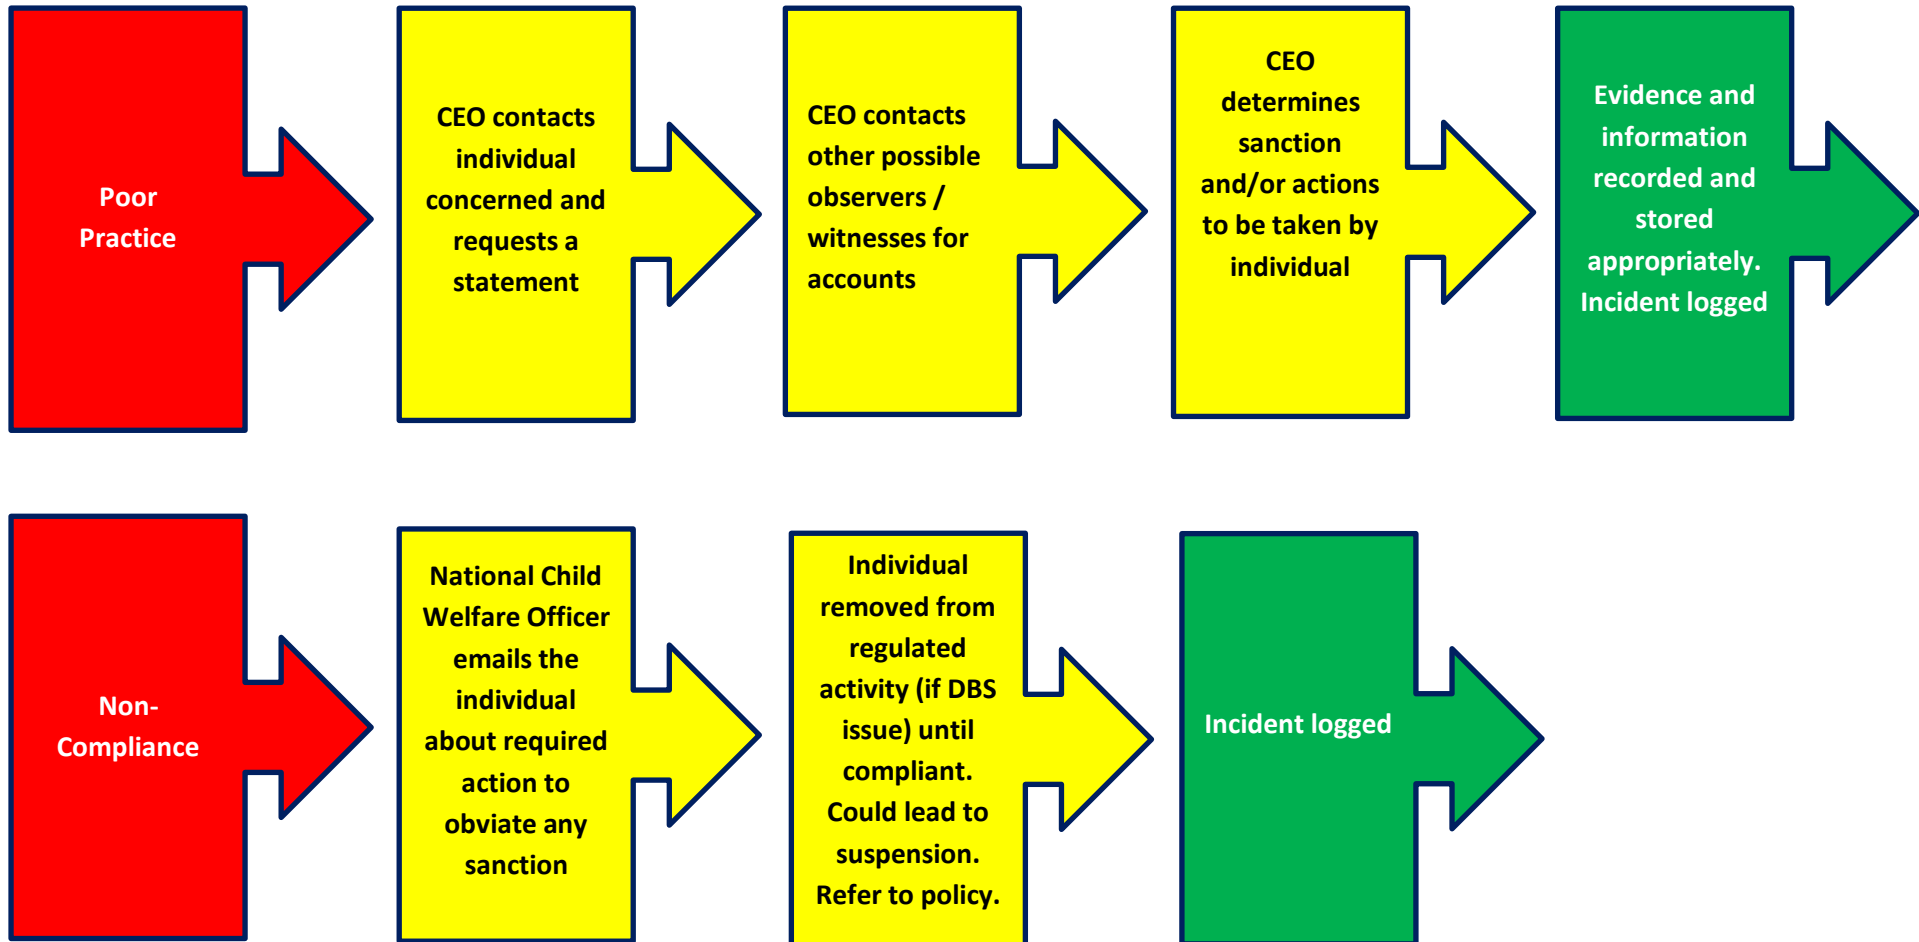 Poor
Practice
CEO contacts
individual
concerned and
requests a
statement
CEO contacts
other possible
observers /
witnesses for
accounts
CEO
determines
sanction
and/or actions
to be taken by
individual
Evidence and
information
recorded and
stored
appropriately.
Incident logged
Non-
Compliance
National Child
Welfare Officer
emails the
individual
about required
action to
obviate any
sanction
Individual
removed from
regulated
activity (if DBS
issue) until
compliant.
Could lead to
suspension.
Refer to policy.
Incident logged